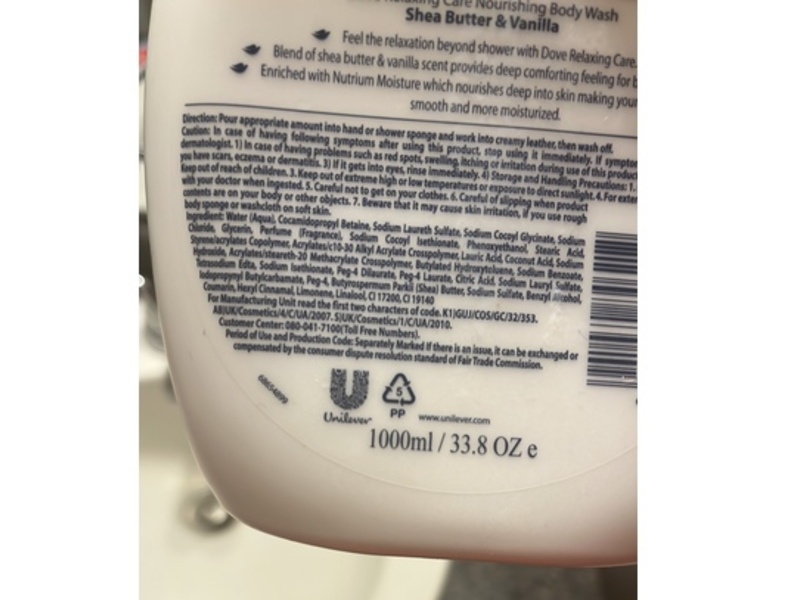 Relaxing Care Nourishing Body Wash
Shea Butter & Vanilla
Feel the relaxation beyond shower with Dove Relaxing Care.
Blend of shea butter & vanilla scent provides deep comforting feeling for
Enriched with Nutrium Moisture which nourishes deep into skin making your
smooth and more moisturized.
Direction: Pour appropriate amount into hand or shower sponge and work into creamy leather, then wash off.
Caution: In case of having following symptoms after using this product, stop using it immediately. If
dermatologist. 1) In case of having problems such as red spots, swelling, itching or irritation during use of this product
you have scars, eczema or dermatitis. 3) If it gets into eyes, rinse immediately. 4) Storage and Handling Precautions: 1.
Keep out of reach of children. 3. Keep out of extreme high or low temperatures or exposure to direct sunlight. 4. For
with your doctor when ingested. 5. Careful not to get on your clothes. 6. Careful of slipping when product
contents are on your body or other objects. 7. Beware that it may cause skin irritation, if you use rough
body sponge or washcloth on soft skin.
Ingredient: Water (Aqua), Cocamidopropyl Betaine, Sodium Laureth Sulfate, Sodium Cocoyl Glycinate, Sodium
Chloride, Glycerin, Perfume (Fragrance), Sodium Cocoyl Isethionate, Phenoxyethanol, Stearic Acid,
Styrene/acrylates Copolymer, Acrylates/c10-30 Alkyl Acrylate Crosspolymer, Lauric Acid, Coconut Acid, Sodium
Hydroxide, Acrylates/steareth-20 Methacrylate Crosspolymer, Butylated Hydroxytoluene, Sodium Benzoate,
Tetrasodium Edta, Sodium Isethionate, Peg-4 Dilaurate, Peg-4 Laurate, Citric Acid, Sodium Lauryl Sulfate,
Iodopropynyl Butylcarbamate, Peg-4, Butyrospermum Parkii (Shea) Butter, Sodium Sulfate, Benzyl alcohol,
Coumarin, Hexyl Cinnamal, Limonene, Linalool, CI 17200, CI 19140
For Manufacturing Unit read the first two characters of code. K1)GUJ/COS/GC/32/353.
A8)UK/Cosmetics/4/C/UA/2007. 5)UK/Cosmetics/1/C/UA/2010.
Customer Center: 080-041-7100(Toll Free Numbers).
Period of Use and Production Code: Separately Marked If there is an issue, it can be exchanged or
compensated by the consumer dispute resolution standard of Fair Trade Commission.
5
PP
Unilever
www.unilever.com
1000ml / 33.8 OZ e